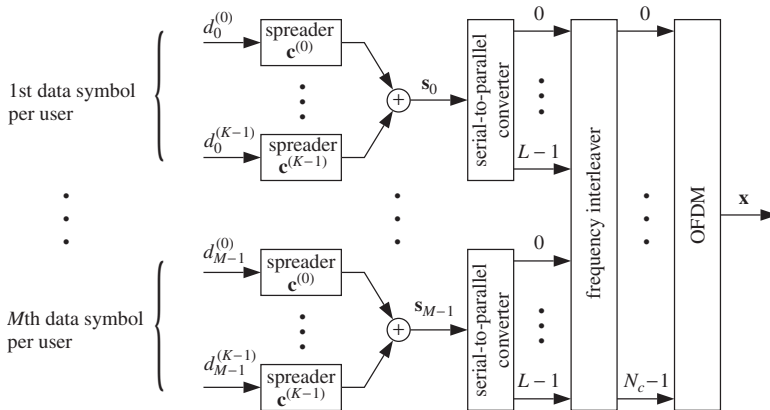 1st data symbol
per user
d_0^{(0)}
spreader
c^{(0)}
d_0^{(K−1)}
spreader
c^{(K−1)}
+
s_0
serial-to-parallel
converter
0
L−1
Mth data symbol
per user
d_{M−1}^{(0)}
spreader
c^{(0)}
d_{M−1}^{(K−1)}
spreader
c^{(K−1)}
+
s_{M−1}
serial-to-parallel
converter
0
L−1
frequency interleaver
0
N_c−1
OFDM
x